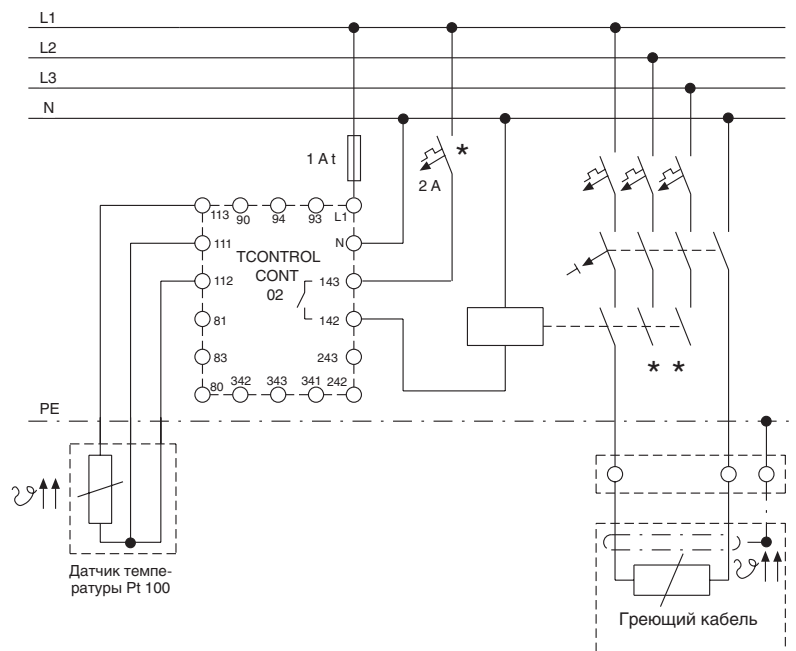 L1
L2
L3
N
1 A t
*
2 A
113
90
94
93
L1
111
TCONTROL
N
CONT
112
02
143
81
142
83
243
80
342
343
341
242
* *
PE
Датчик темпе-
ратуры Pt 100
ϑ
ϑ
Греющий кабель